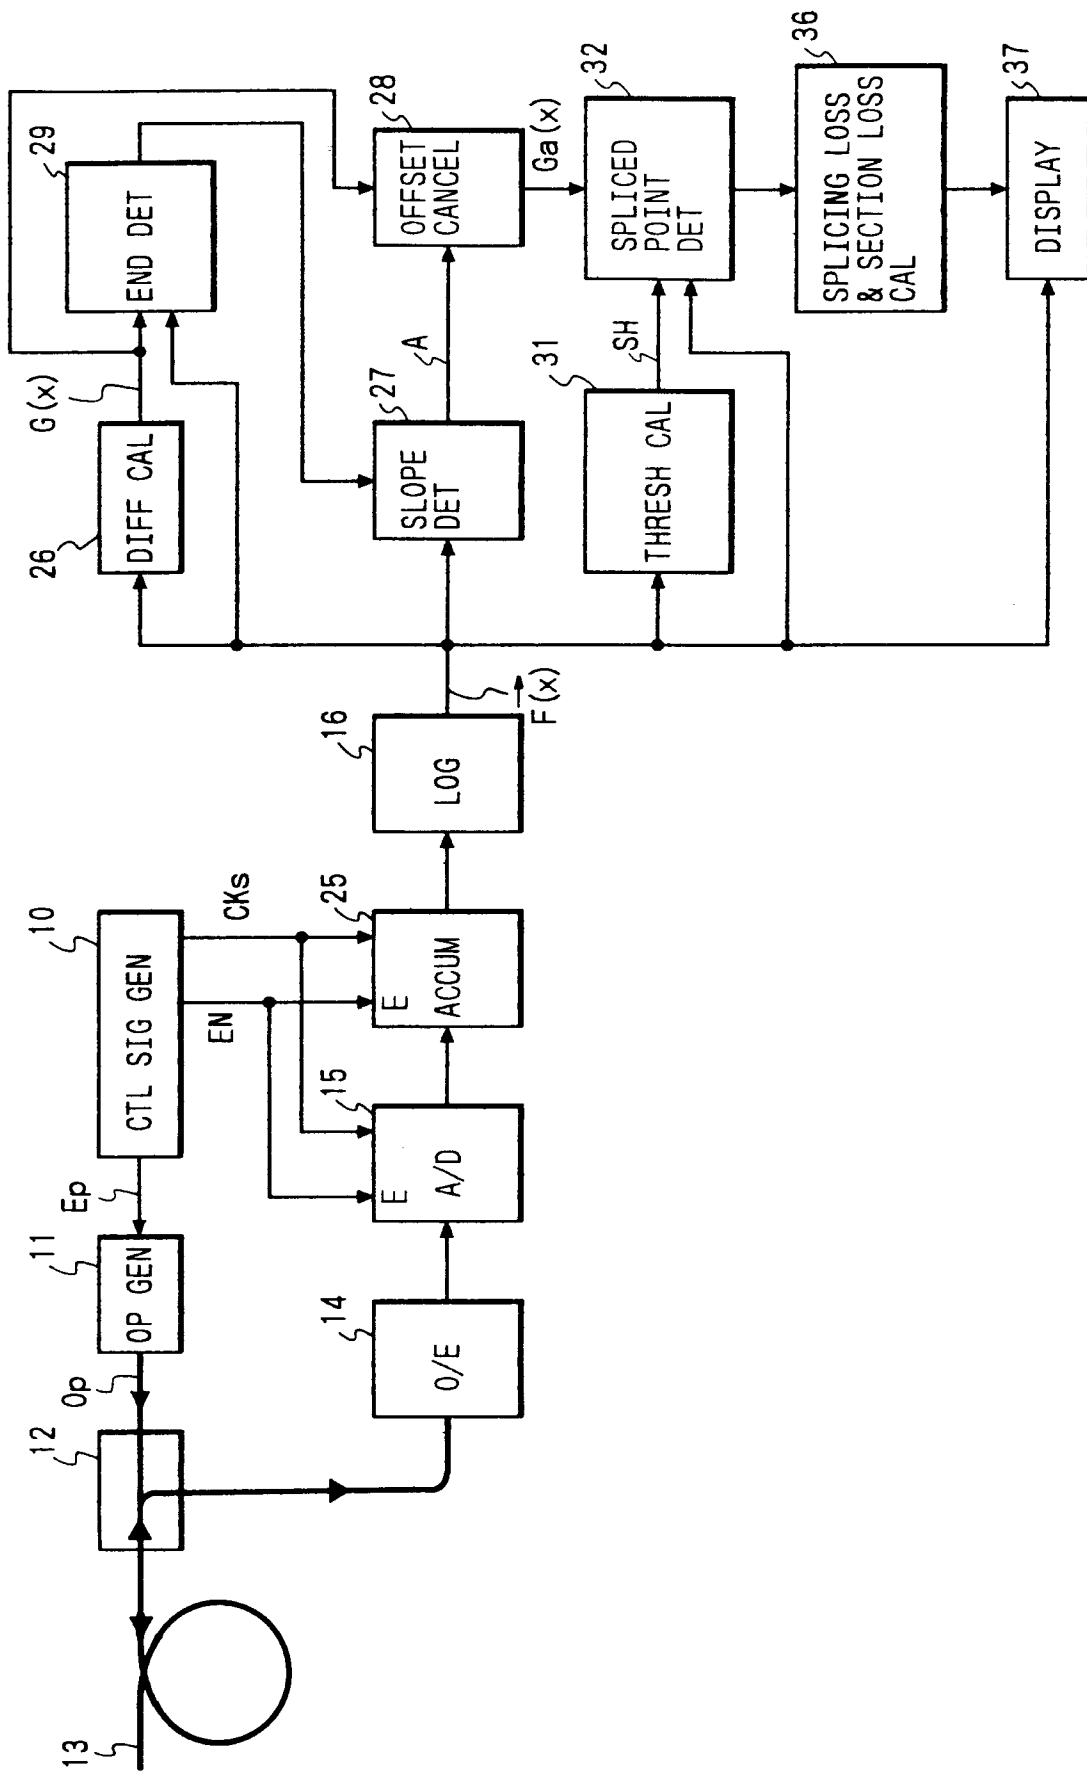 13
12
Op
11
OP GEN
Ep
10
CTL SIG GEN
EN
CKs
14
O/E
15
E
A/D
25
E
ACCUM
16
LOG
F(x)
26
DIFF CAL
G(x)
29
END DET
27
SLOPE
DET
A
28
OFFSET
CANCEL
Ga(x)
31
THRESH CAL
SH
32
SPLICED
POINT
DET
36
SPLICING LOSS
& SECTION LOSS
CAL
37
DISPLAY